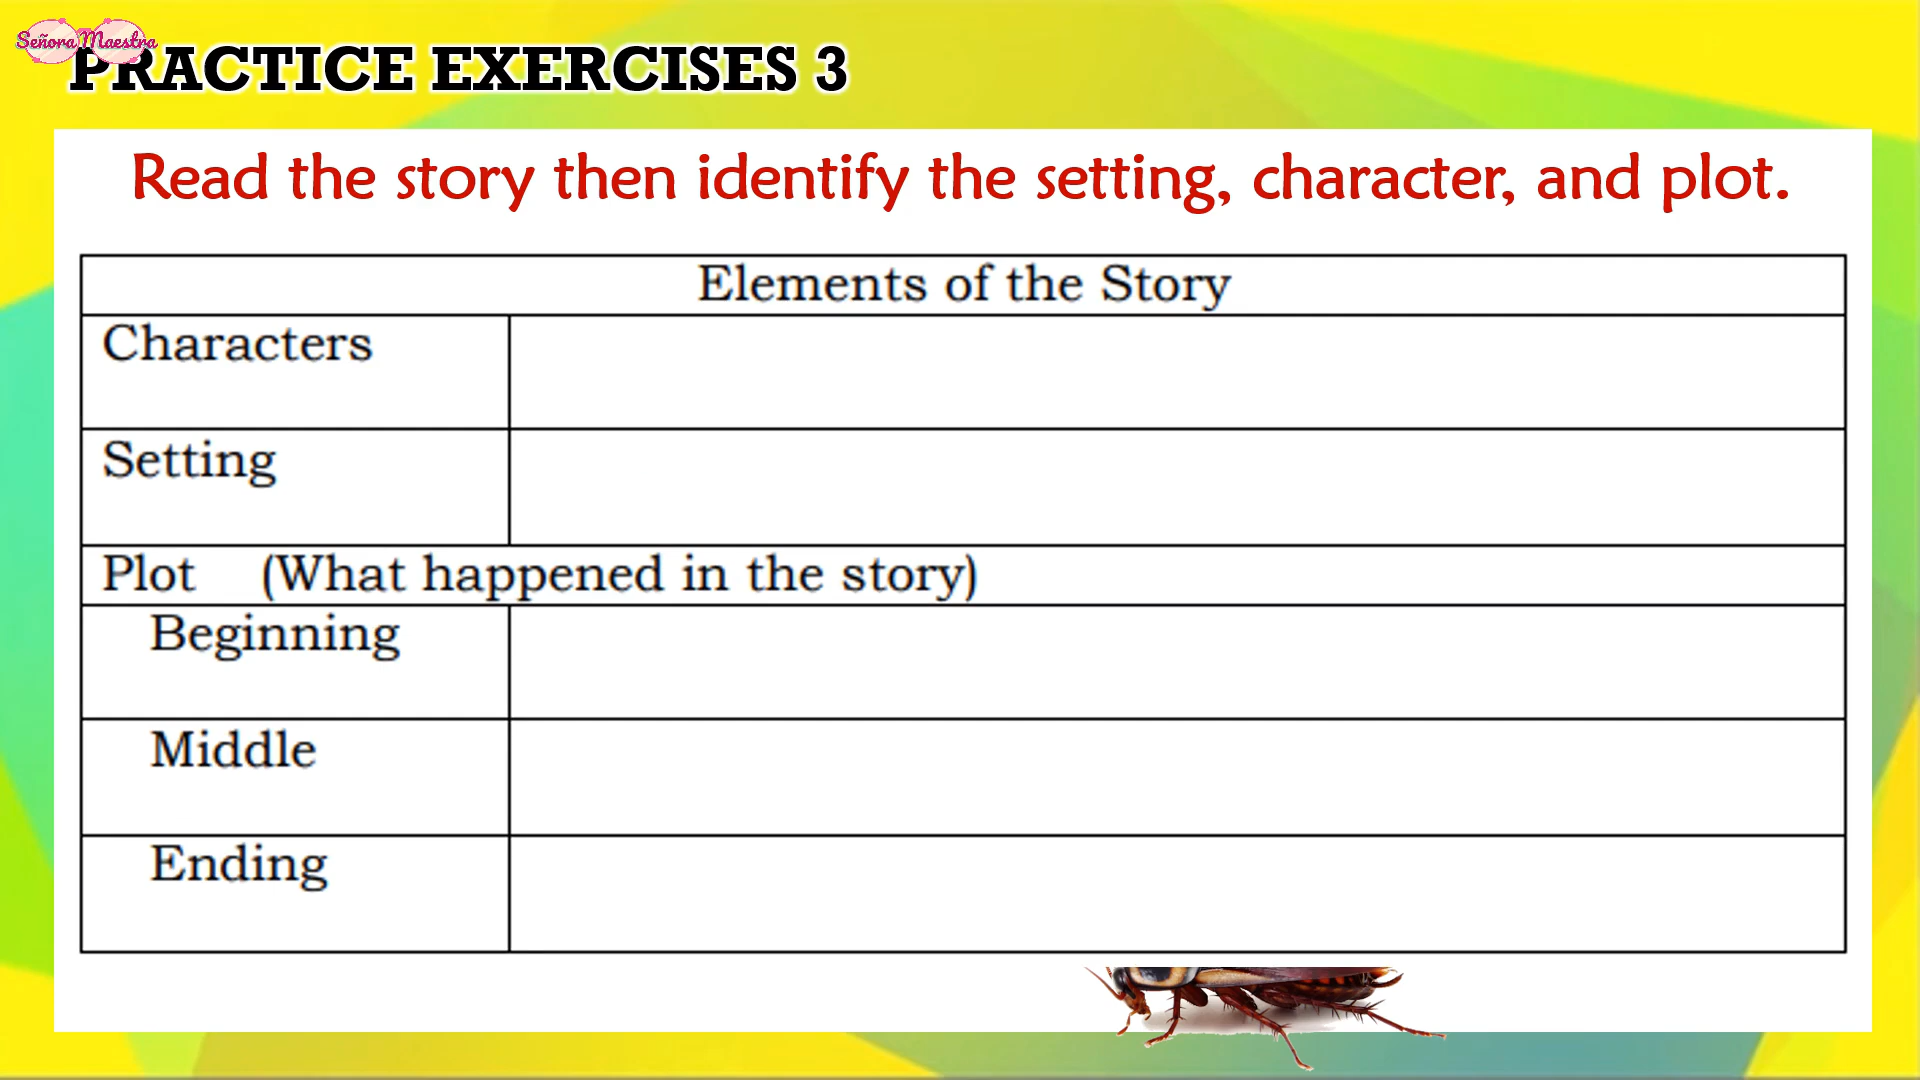 Señora Maestra
PRACTICE EXERCISES 3
Read the story then identify the setting, character, and plot.
Elements of the Story
Characters
Setting
Plot (What happened in the story)
Beginning
Middle
Ending